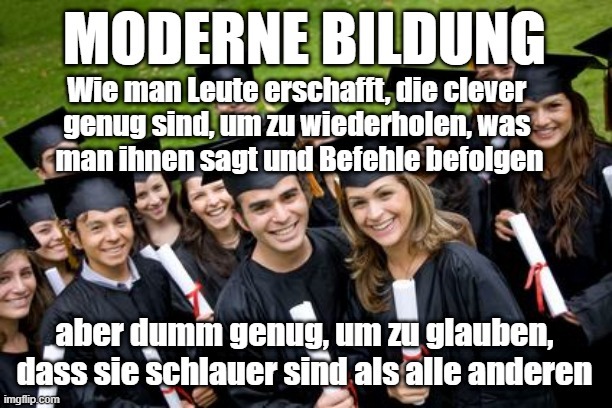 MODERNE BILDUNG
Wie man Leute erschafft, die clever
genug sind, um zu wiederholen, was
man ihnen sagt und Befehle befolgen
aber dumm genug, um zu glauben,
dass sie schlauer sind als alle anderen
imgflip.com